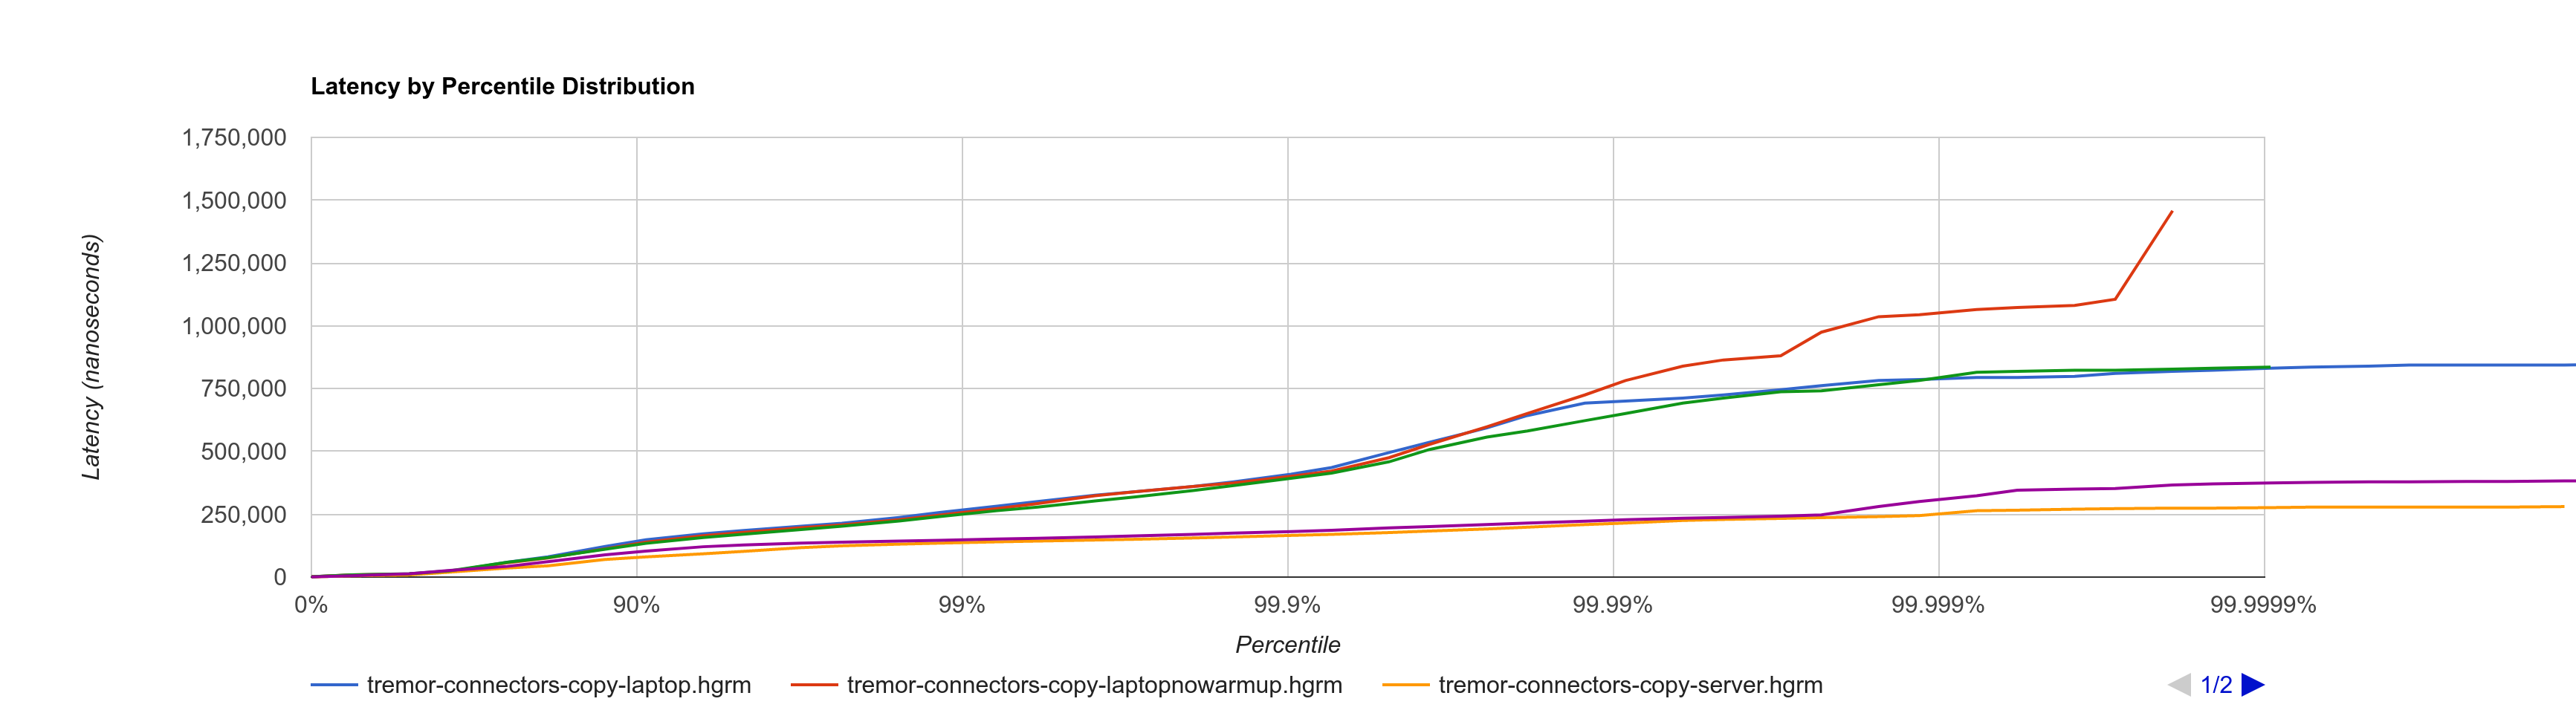 Latency by Percentile Distribution
Latency (nanoseconds)
1,750,000
1,500,000
1,250,000
1,000,000
750,000
500,000
250,000
0
0% 90% 99% 99.9% 99.99% 99.999% 99.9999%
Percentile
tremor-connectors-copy-laptop.hgrm tremor-connectors-copy-laptopnowarmup.hgrm tremor-connectors-copy-server.hgrm 1/2